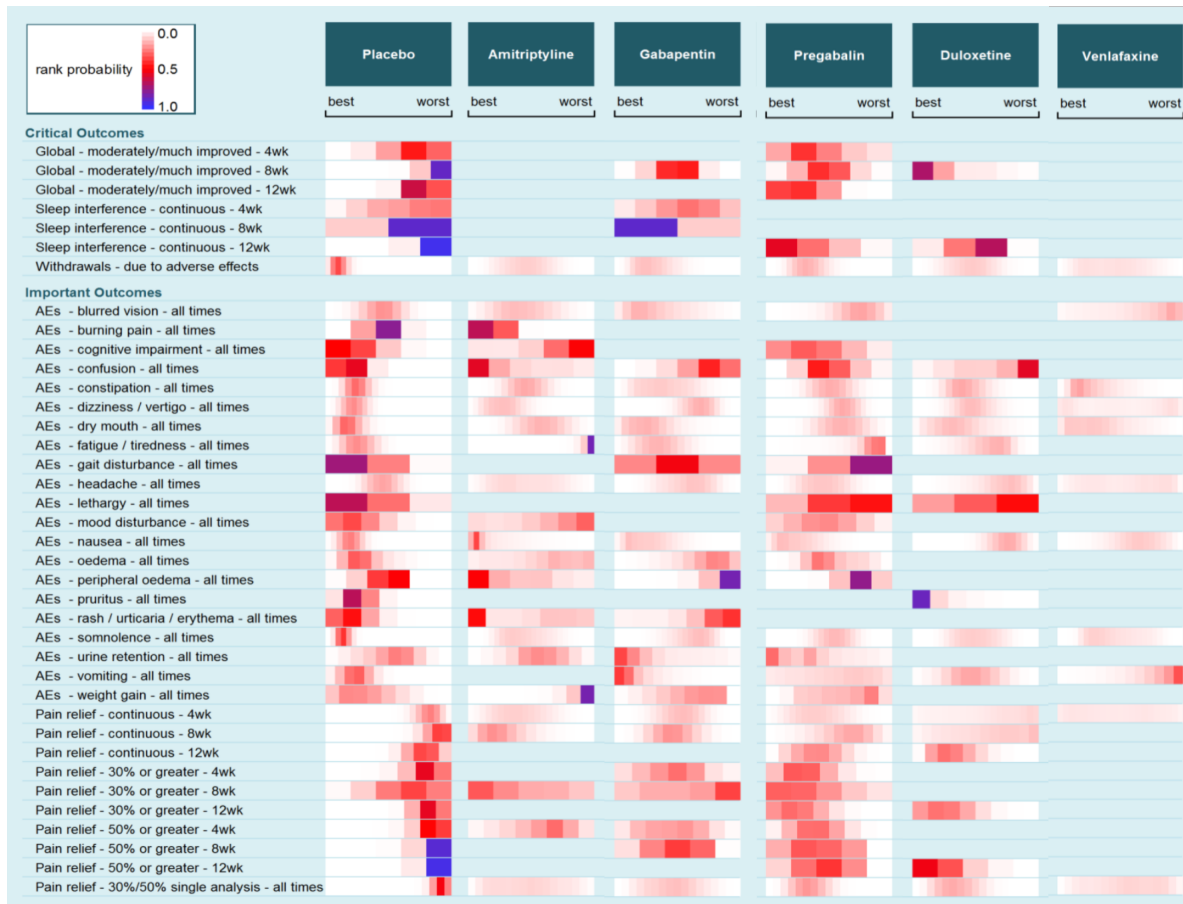 0.0
rank probability 0.5
1.0
Placebo Amitriptyline Gabapentin Pregabalin Duloxetine Venlafaxine
best worst best worst best worst best worst best worst best worst
Critical Outcomes
Global - moderately/much improved - 4wk
Global - moderately/much improved - 8wk
Global - moderately/much improved - 12wk
Sleep interference - continuous - 4wk
Sleep interference - continuous - 8wk
Sleep interference - continuous - 12wk
Withdrawals - due to adverse effects
Important Outcomes
AEs - blurred vision - all times
AEs - burning pain - all times
AEs - cognitive impairment - all times
AEs - confusion - all times
AEs - constipation - all times
AEs - dizziness / vertigo - all times
AEs - dry mouth - all times
AEs - fatigue / tiredness - all times
AEs - gait disturbance - all times
AEs - headache - all times
AEs - lethargy - all times
AEs - mood disturbance - all times
AEs - nausea - all times
AEs - oedema - all times
AEs - peripheral oedema - all times
AEs - pruritus - all times
AEs - rash / urticaria / erythema - all times
AEs - somnolence - all times
AEs - urine retention - all times
AEs - vomiting - all times
AEs - weight gain - all times
Pain relief - continuous - 4wk
Pain relief - continuous - 8wk
Pain relief - continuous - 12wk
Pain relief - 30% or greater - 4wk
Pain relief - 30% or greater - 8wk
Pain relief - 30% or greater - 12wk
Pain relief - 50% or greater - 4wk
Pain relief - 50% or greater - 8wk
Pain relief - 50% or greater - 12wk
Pain relief - 30%/50% single analysis - all times